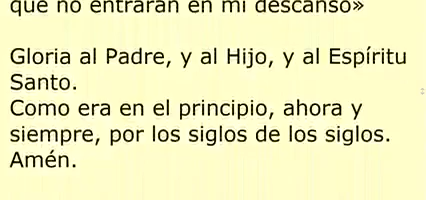 que no entrarán en mi descanso»
Gloria al Padre, y al Hijo, y al Espíritu
Santo.
Como era en el principio, ahora y
siempre, por los siglos de los siglos.
Amén.